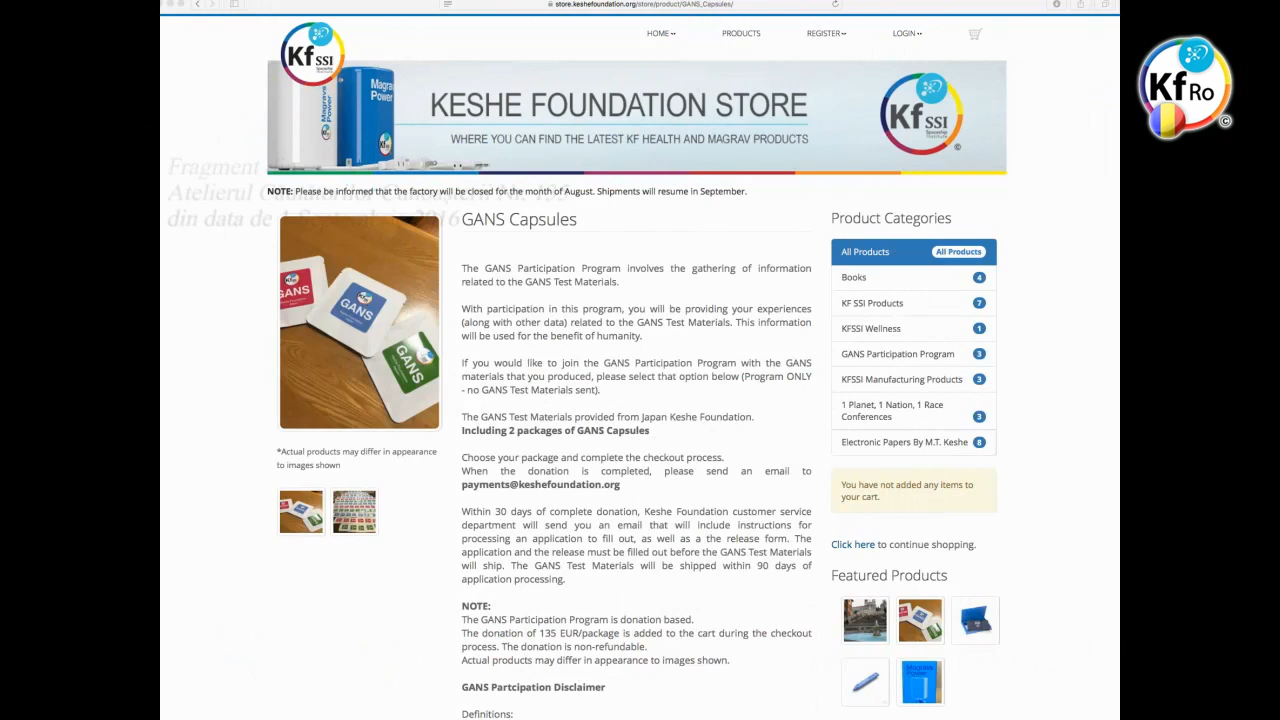 store.keshefoundation.org/store/product/GANS_Capsules/
Kf SSI
Spaceship
Institute
HOME
PRODUCTS
REGISTER
LOGIN
Kf Ro
©
Magravs
Power
Magravs
Power
KEShE FOUNDATION STORE
WHERE YOU CAN FIND THE LATEST KF HEALTH AND MAGRAV PRODUCTS
Kf SSI
Spaceship
Institute
©
Fragment
Atelierul Căutătorilor Cunoașterii Nr.
din data de 1 Septembrie 2016
NOTE: Please be informed that the factory will be closed for the month of August. Shipments will resume in September.
GANS Capsules
GANS
GANS
GANS
*Actual products may differ in appearance
to images shown
The GANS Participation Program involves the gathering of information
related to the GANS Test Materials.
With participation in this program, you will be providing your experiences
(along with other data) related to the GANS Test Materials. This information
will be used for the benefit of humanity.
If you would like to join the GANS Participation Program with the GANS
materials that you produced, please select that option below (Program ONLY
- no GANS Test Materials sent).
The GANS Test Materials provided from Japan Keshe Foundation.
Including 2 packages of GANS Capsules
Choose your package and complete the checkout process.
When the donation is completed, please send an email to
payments@keshefoundation.org
Within 30 days of complete donation, Keshe Foundation customer service
department will send you an email that will include instructions for
processing an application to fill out, as well as a the release form. The
application and the release must be filled out before the GANS Test Materials
will ship. The GANS Test Materials will be shipped within 90 days of
application processing.
NOTE:
The GANS Participation Program is donation based.
The donation of 135 EUR/package is added to the cart during the checkout
process. The donation is non-refundable.
Actual products may differ in appearance to images shown.
GANS Partcipation Disclaimer
Definitions:
Product Categories
All Products All Products
Books 4
KF SSI Products 7
KFSSI Wellness 1
GANS Participation Program 3
KFSSI Manufacturing Products 3
1 Planet, 1 Nation, 1 Race
Conferences 3
Electronic Papers By M.T. Keshe 8
You have not added any items to
your cart.
Click here to continue shopping.
Featured Products
Magravs
Power